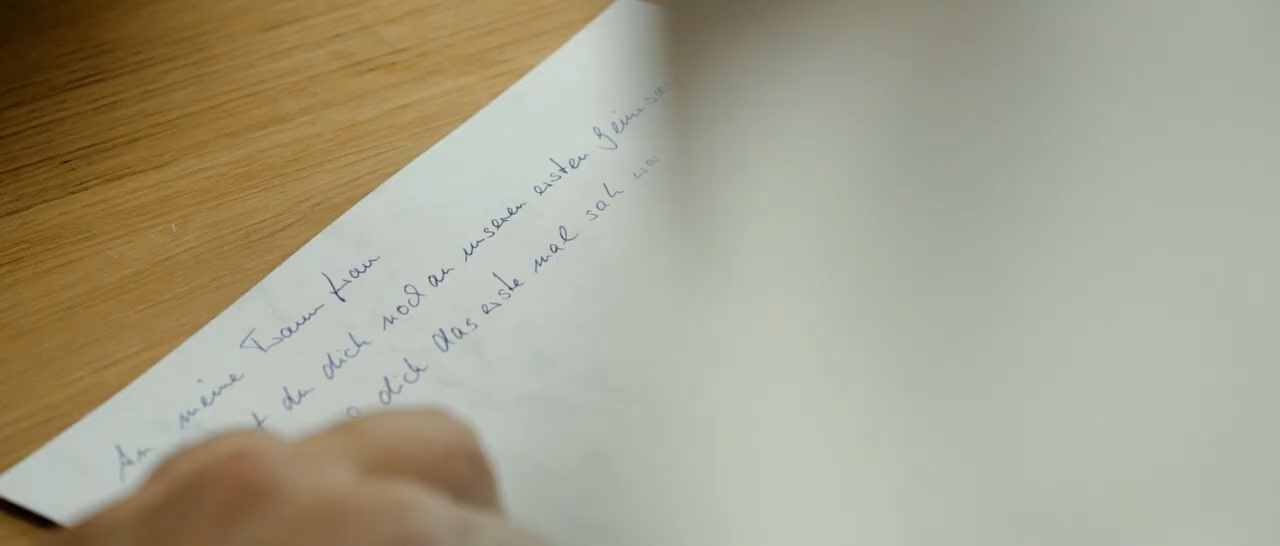 An meine Traumfrau
du dich noch an unseren ersten
dich das erste mal sah